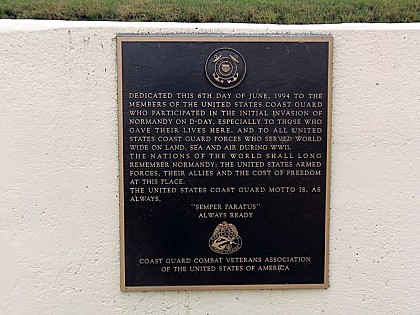 DEDICATED THIS 6TH DAY OF JUNE, 1994 TO THE
MEMBERS OF THE UNITED STATES COAST GUARD
WHO PARTICIPATED IN THE INITIAL INVASION OF
NORMANDY ON D-DAY, ESPECIALLY TO THOSE WHO
GAVE THEIR LIVES HERE, AND TO ALL UNITED
STATES COAST GUARD FORCES WHO SERVED WORLD
WIDE ON LAND, SEA AND AIR DURING WWII.
THE NATIONS OF THE WORLD SHALL LONG
REMEMBER NORMANDY; THE UNITED STATES ARMED
FORCES, THEIR ALLIES AND THE COST OF FREEDOM
AT THIS PLACE.
THE UNITED STATES COAST GUARD MOTTO IS, AS
ALWAYS,
"SEMPER PARATUS"
ALWAYS READY
COAST GUARD COMBAT VETERANS ASSOCIATION
OF THE UNITED STATES OF AMERICA